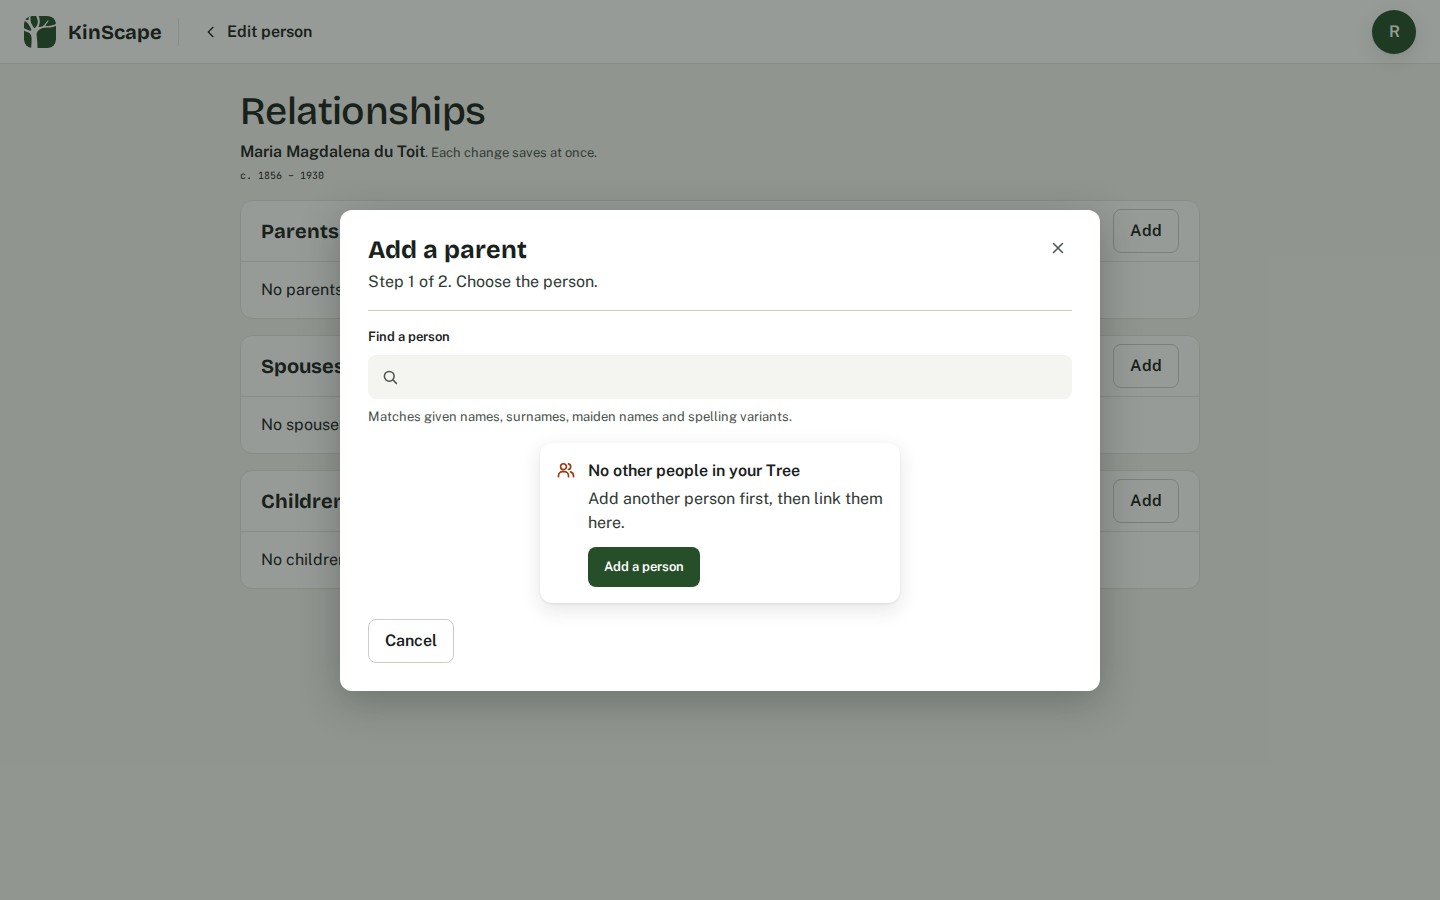 KinScape
Edit person
R
Relationships
Maria Magdalena du Toit. Each change saves at once.
c. 1856 – 1930
Parents
Add
No parents
Spouses
Add
No spouse
Children
Add
No children
Add a parent
Step 1 of 2. Choose the person.
Find a person
Matches given names, surnames, maiden names and spelling variants.
No other people in your Tree
Add another person first, then link them
here.
Add a person
Cancel